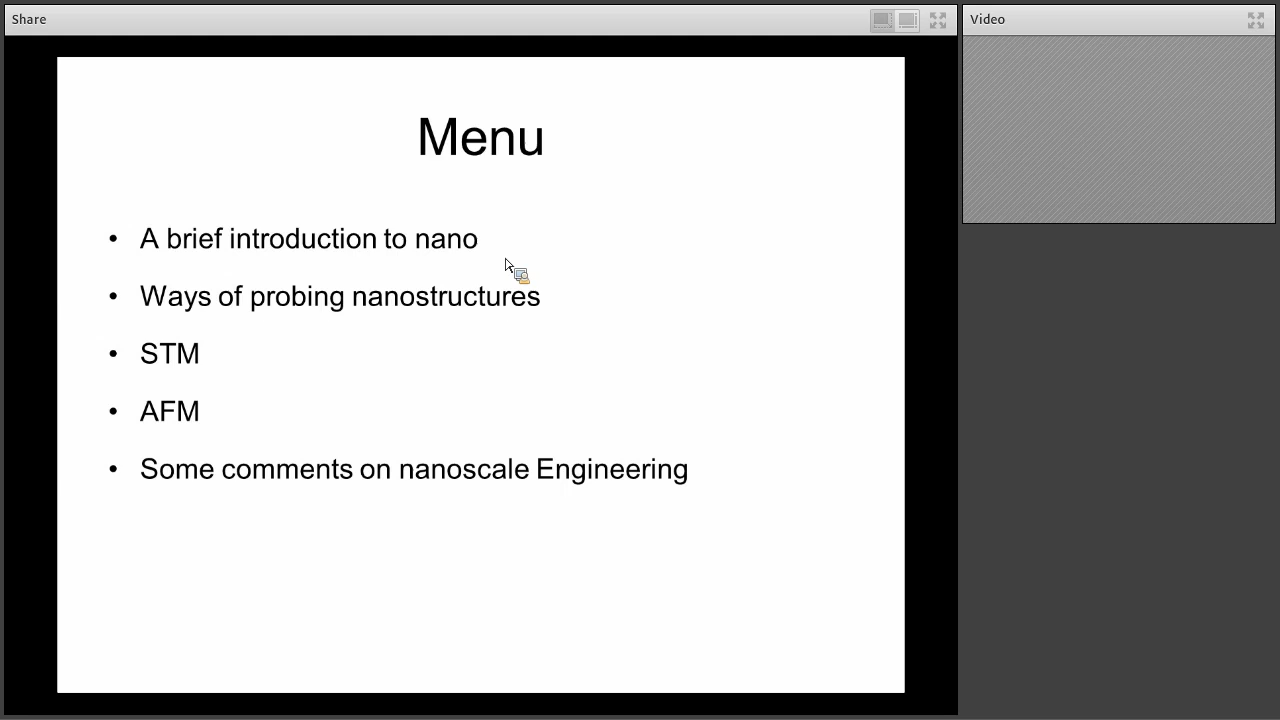 Share
Video
Menu
• A brief introduction to nano
• Ways of probing nanostructures
• STM
• AFM
• Some comments on nanoscale Engineering